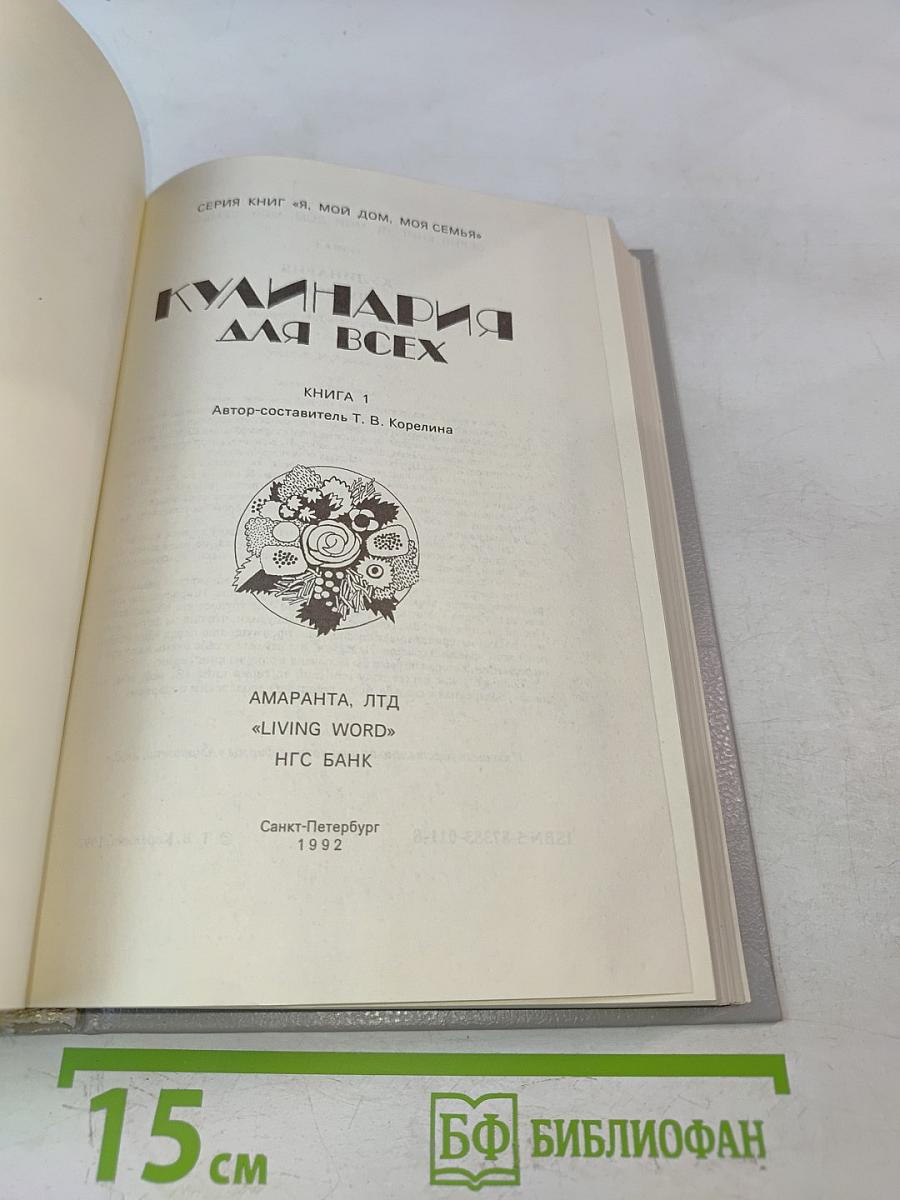 СЕРИЯ КНИГ «Я, МОЙ ДОМ, МОЯ СЕМЬЯ»
КУЛИНАРИЯ
ДЛЯ ВСЕХ
КНИГА 1
Автор-составитель Т. В. Корелина
АМАРАНТА, ЛТД
«LIVING WORD»
НГС БАНК
Санкт-Петербург
1992
15 см
БФ БИБЛИОФАН